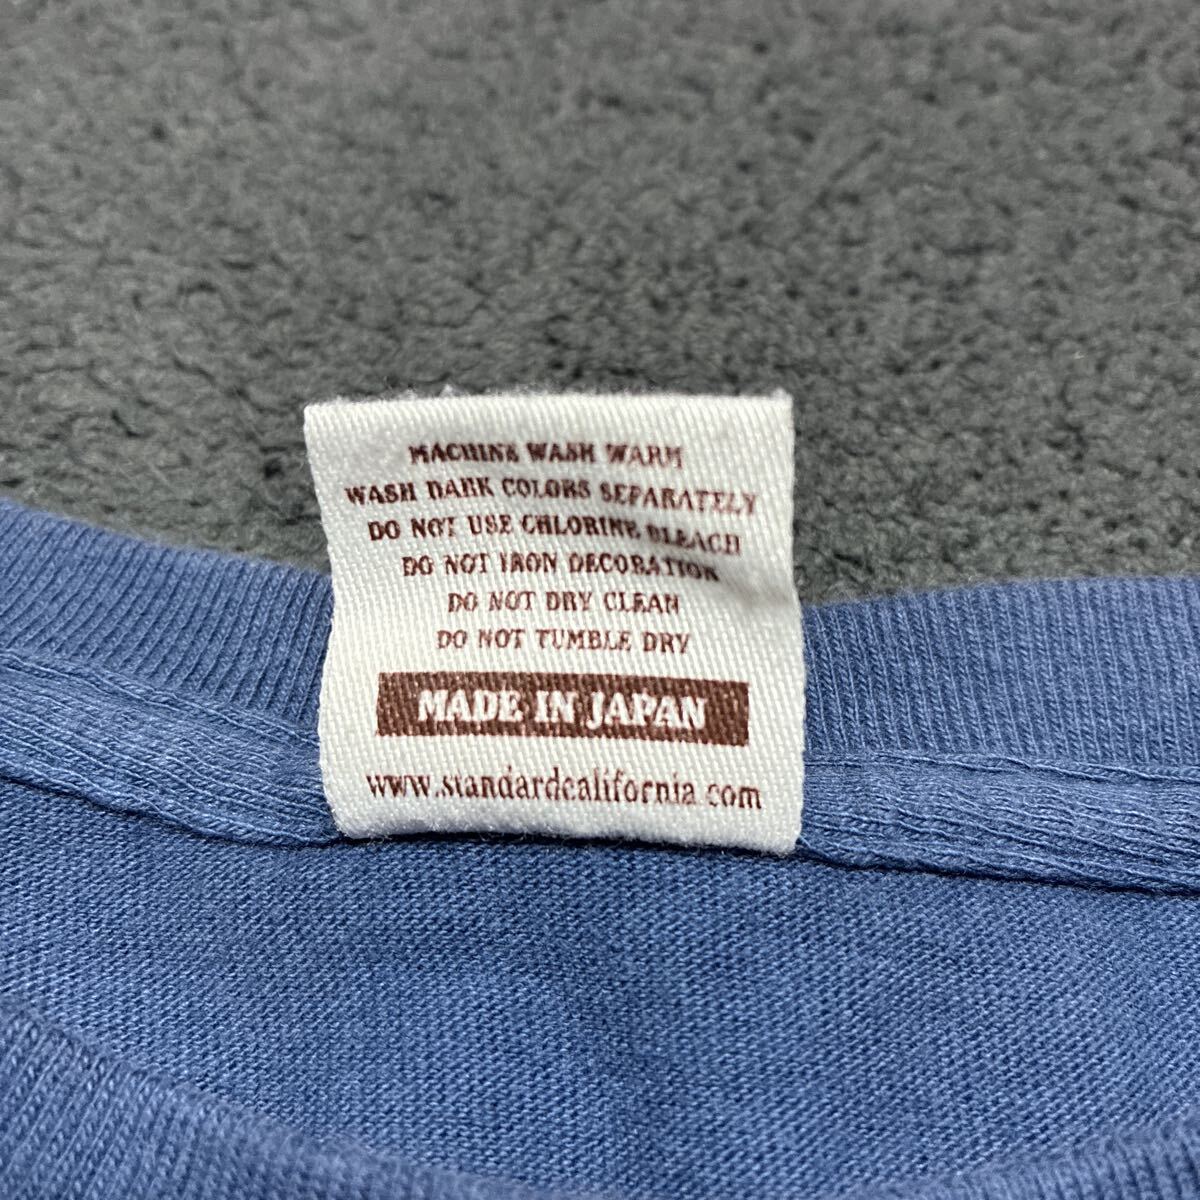 MACHINE WASH WARM
WASH DARK COLORS SEPARATELY
DO NOT USE CHLORINE BLEACH
DO NOT IRON DECORATION
DO NOT DRY CLEAN
DO NOT TUMBLE DRY
MADE IN JAPAN
www.standardcalifornia.com